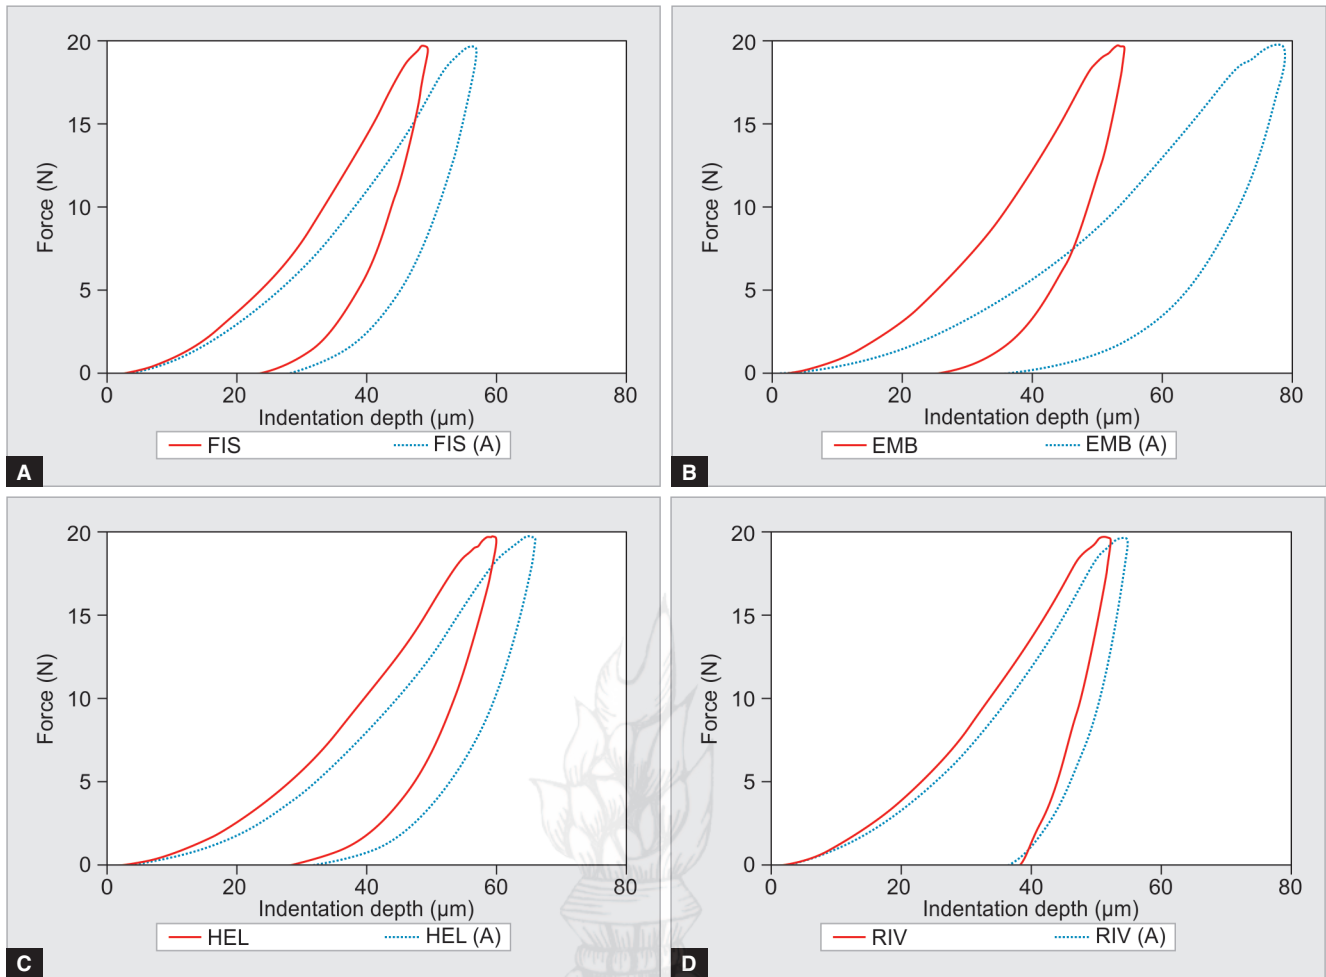 20
15
10
5
0
Force (N)
0 20 40 60 80
Indentation depth (µm)
FIS FIS (A)
A
20
15
10
5
0
Force (N)
0 20 40 60 80
Indentation depth (µm)
EMB EMB (A)
B
20
15
10
5
0
Force (N)
0 20 40 60 80
Indentation depth (µm)
HEL HEL (A)
C
20
15
10
5
0
Force (N)
0 20 40 60 80
Indentation depth (µm)
RIV RIV (A)
D